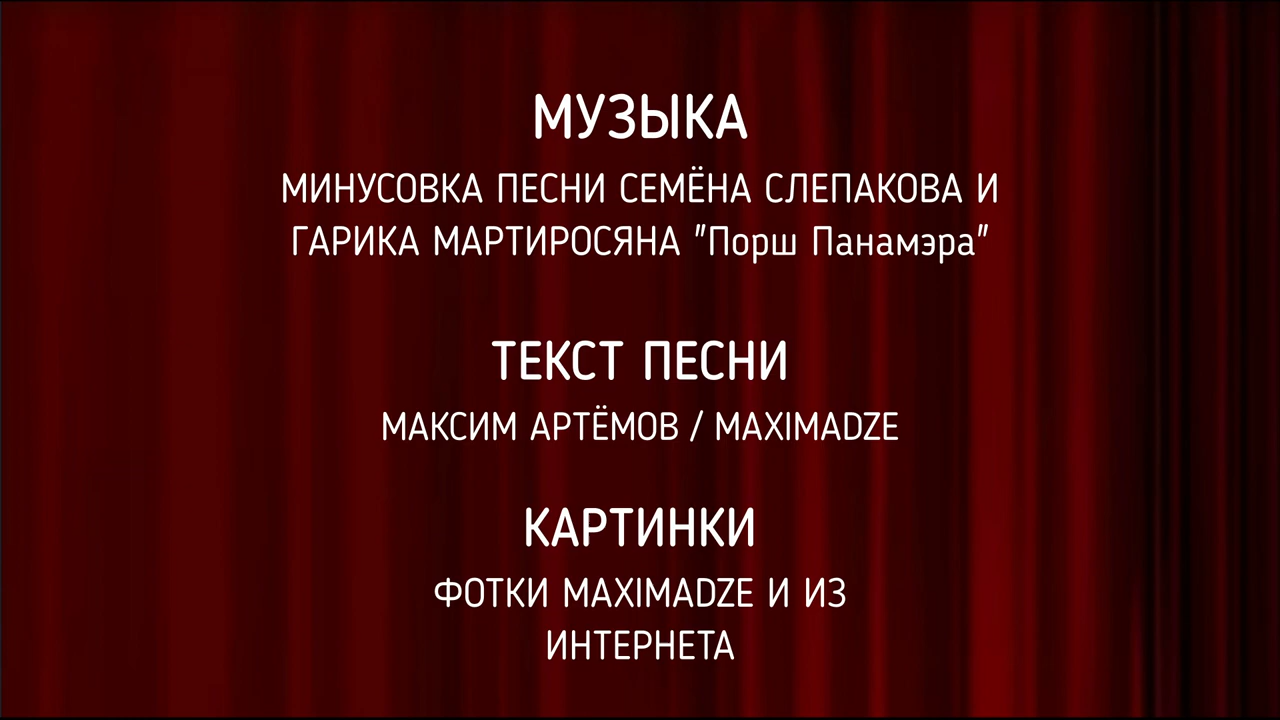 МУЗЫКА
МИНУСОВКА ПЕСНИ СЕМЁНА СЛЕПАКОВА И
ГАРИКА МАРТИРОСЯНА "Порш Панамэра"
ТЕКСТ ПЕСНИ
МАКСИМ АРТЁМОВ / MAXIMADZE
КАРТИНКИ
ФОТКИ MAXIMADZE И ИЗ
ИНТЕРНЕТА